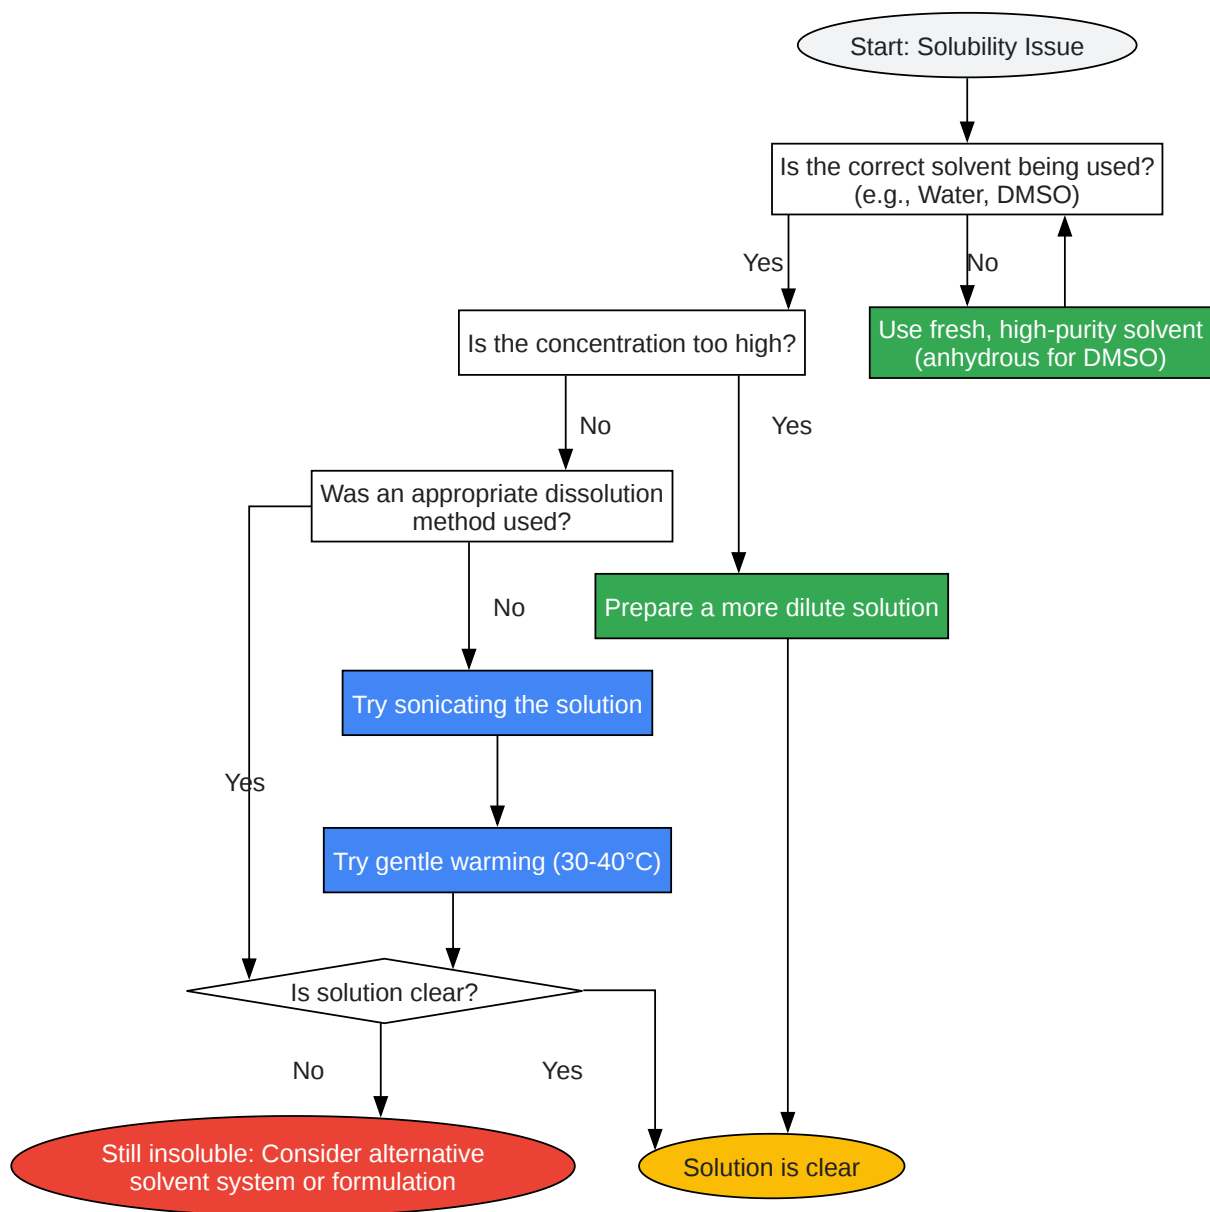 Start: Solubility Issue
Is the correct solvent being used?
(e.g., Water, DMSO)
Yes
No
Use fresh, high-purity solvent
(anhydrous for DMSO)
Is the concentration too high?
No
Yes
Was an appropriate dissolution
method used?
No
Prepare a more dilute solution
Try sonicating the solution
Yes
Try gentle warming (30-40°C)
Is solution clear?
No
Yes
Still insoluble: Consider alternative
solvent system or formulation
Solution is clear